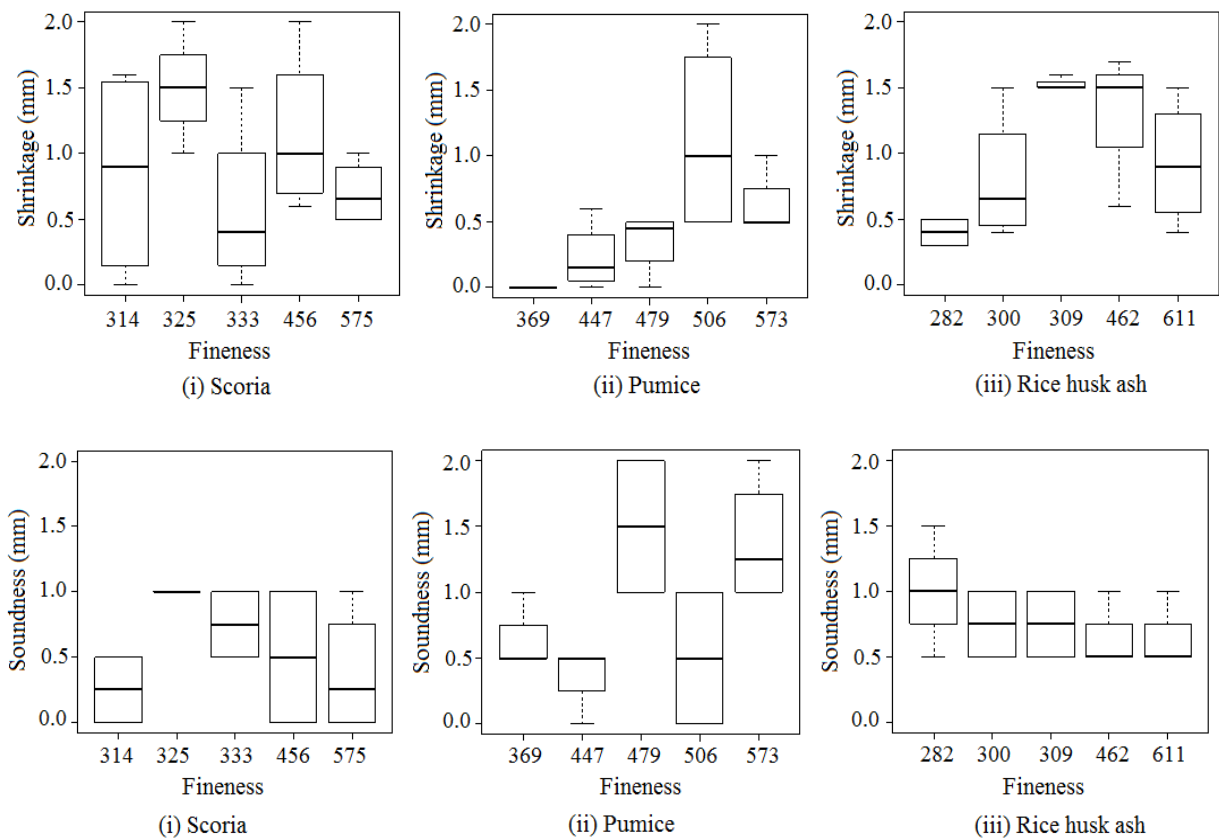 Shrinkage (mm)
2.0
1.5
1.0
0.5
0.0
314 325 333 456 575
Fineness
(i) Scoria
Shrinkage (mm)
2.0
1.5
1.0
0.5
0.0
369 447 479 506 573
Fineness
(ii) Pumice
Shrinkage (mm)
2.0
1.5
1.0
0.5
0.0
282 300 309 462 611
Fineness
(iii) Rice husk ash
Soundness (mm)
2.0
1.5
1.0
0.5
0.0
314 325 333 456 575
Fineness
(i) Scoria
Soundness (mm)
2.0
1.5
1.0
0.5
0.0
369 447 479 506 573
Fineness
(ii) Pumice
Soundness (mm)
2.0
1.5
1.0
0.5
0.0
282 300 309 462 611
Fineness
(iii) Rice husk ash